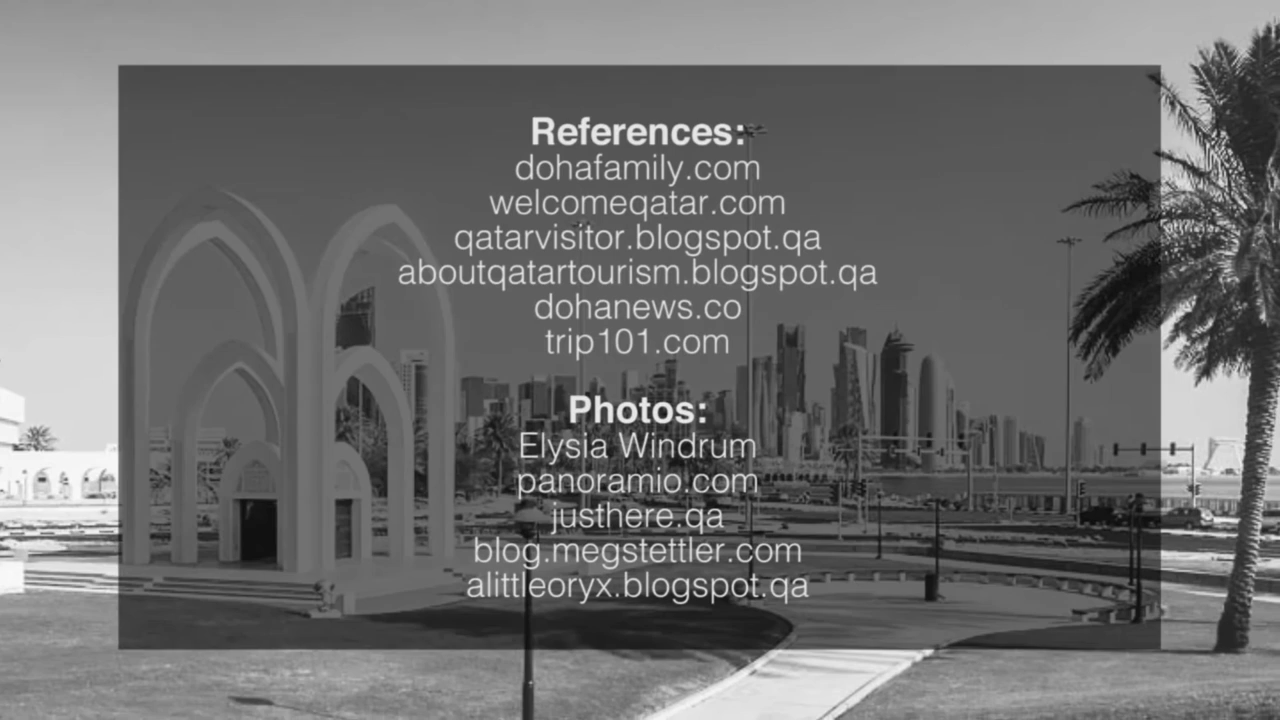 References:
dohafamily.com
welcomeqatar.com
qatarvisitor.blogspot.qa
aboutqatartourism.blogspot.qa
dohanews.co
trip101.com
Photos:
Elysia Windrum
panoramio.com
justhere.qa
blog.megstettler.com
alittleoryx.blogspot.qa